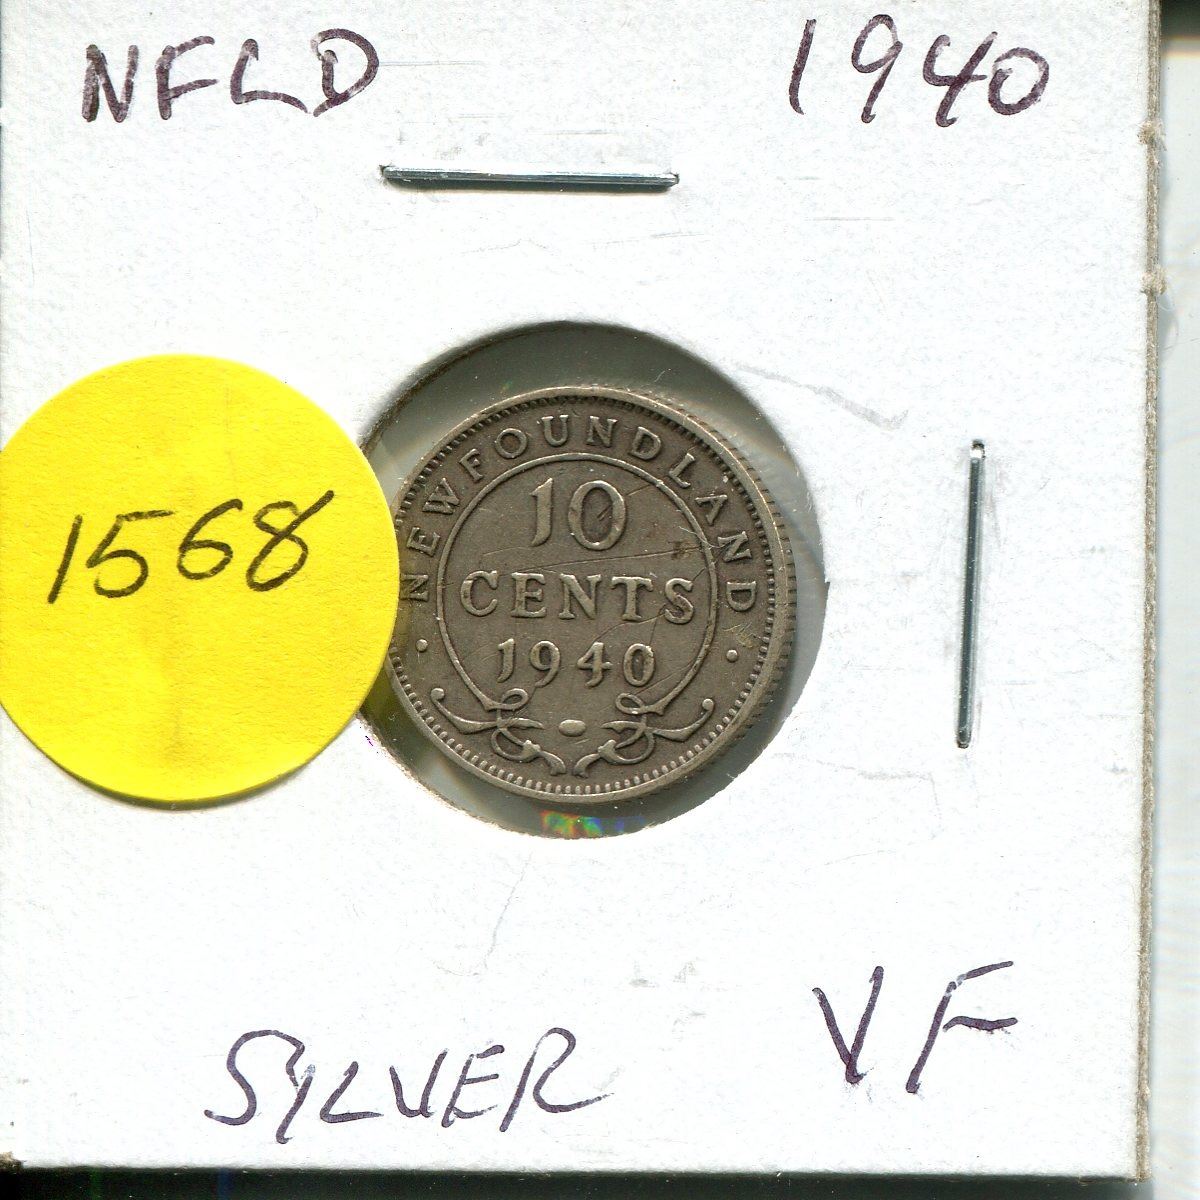 NFLD 1940
1568
NEWFOUNDLAND
10
CENTS
1940
SILVER VF